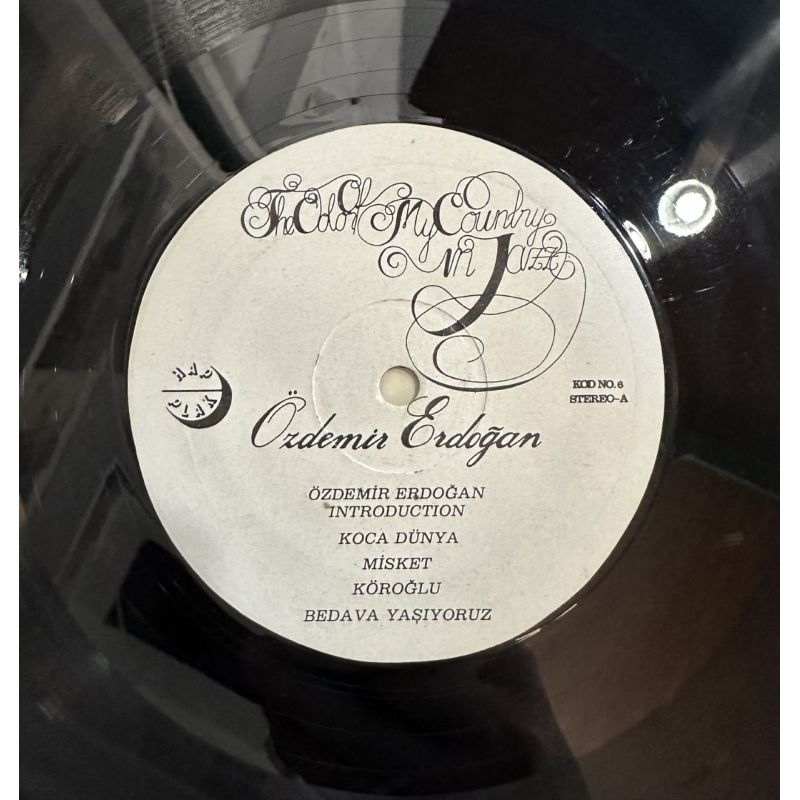 The Color Of My Country
in Jazz
HAD
PLAK
KOD NO. 6
STEREO-A
Özdemir Erdoğan
ÖZDEMİR ERDOĞAN
INTRODUCTION
KOCA DÜNYA
MİSKET
KÖROĞLU
BEDAVA YAŞIYORUZ